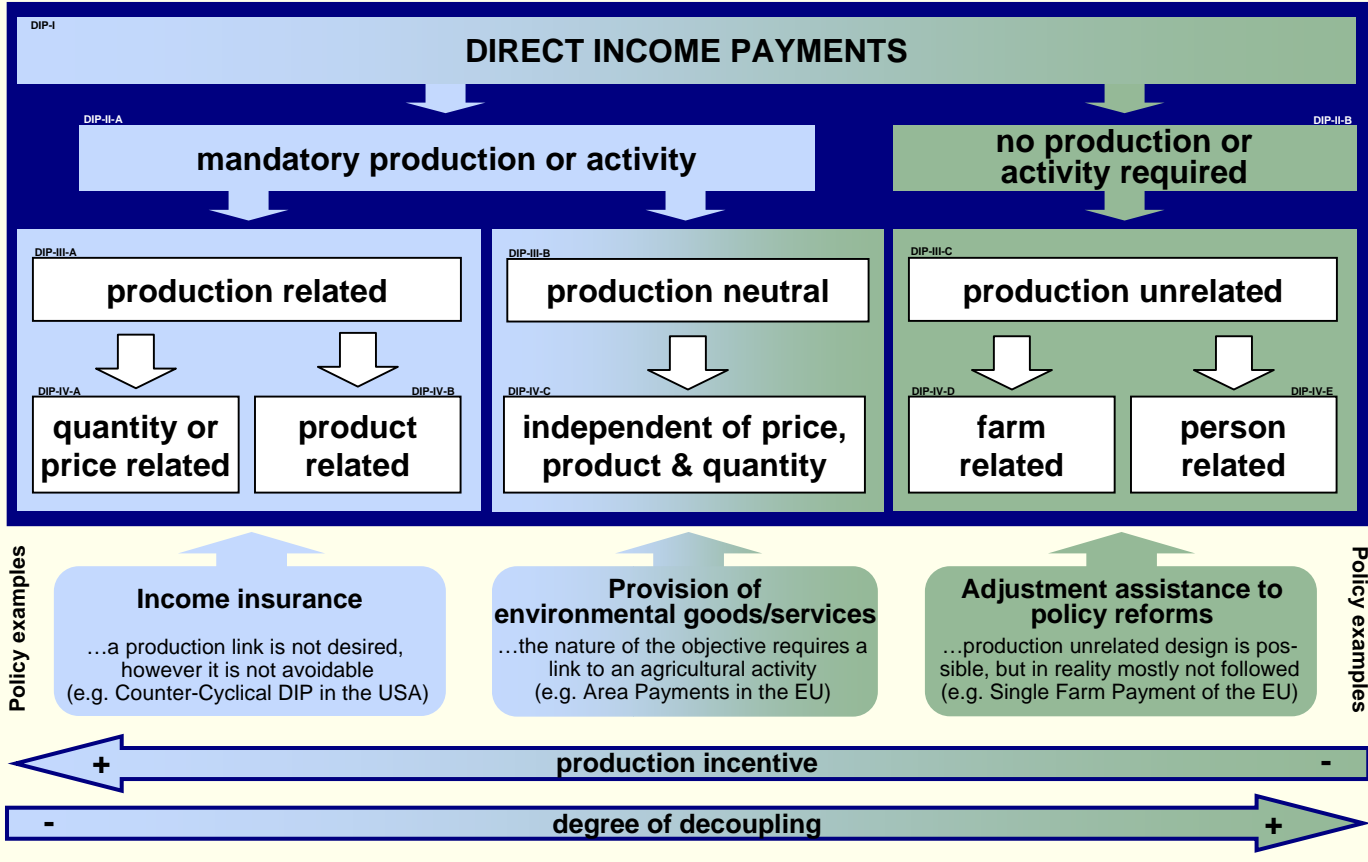 DIP-I
DIRECT INCOME PAYMENTS
DIP-II-A
mandatory production or activity
DIP-II-B
no production or
activity required
DIP-III-A
production related
DIP-III-B
production neutral
DIP-III-C
production unrelated
DIP-IV-A
quantity or
price related
DIP-IV-B
product
related
DIP-IV-C
independent of price,
product & quantity
DIP-IV-D
farm
related
DIP-IV-E
person
related
Policy examples
Income insurance
…a production link is not desired,
however it is not avoidable
(e.g. Counter-Cyclical DIP in the USA)
Provision of
environmental goods/services
…the nature of the objective requires a
link to an agricultural activity
(e.g. Area Payments in the EU)
Adjustment assistance to
policy reforms
…production unrelated design is pos-
sible, but in reality mostly not followed
(e.g. Single Farm Payment of the EU)
Policy examples
+ production incentive -
- degree of decoupling +